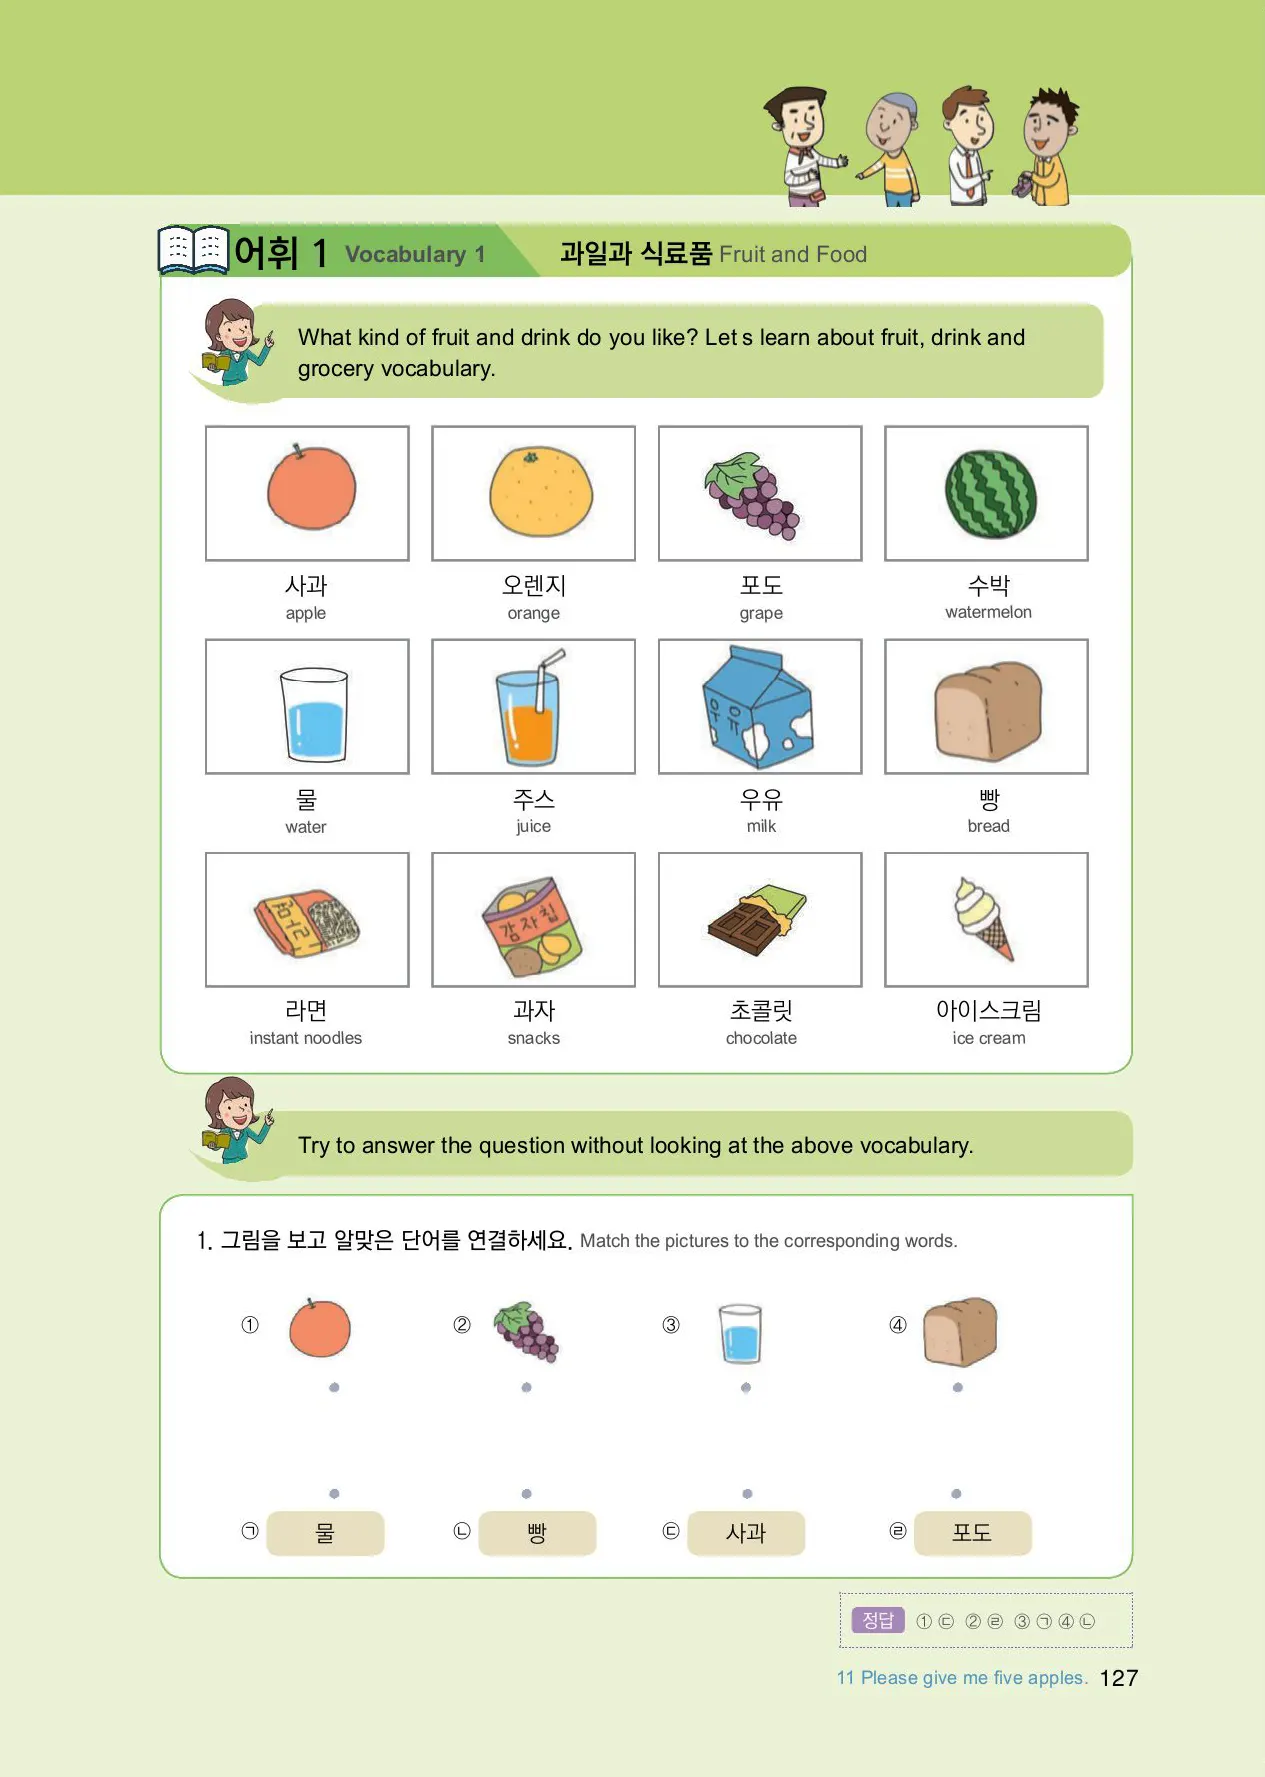 어휘 1 Vocabulary 1 과일과 식료품 Fruit and Food
What kind of fruit and drink do you like? Let s learn about fruit, drink and
grocery vocabulary.
사과 오렌지 포도 수박
apple orange grape watermelon
우유
물 주스 우유 빵
water juice milk bread
감자칩
라면 과자 초콜릿 아이스크림
instant noodles snacks chocolate ice cream
Try to answer the question without looking at the above vocabulary.
1. 그림을 보고 알맞은 단어를 연결하세요. Match the pictures to the corresponding words.
① ② ③ ④
㉠ 물 ㉡ 빵 ㉢ 사과 ㉣ 포도
정답 ① ㉢ ② ㉣ ③ ㉠ ④ ㉡
11 Please give me five apples. 127